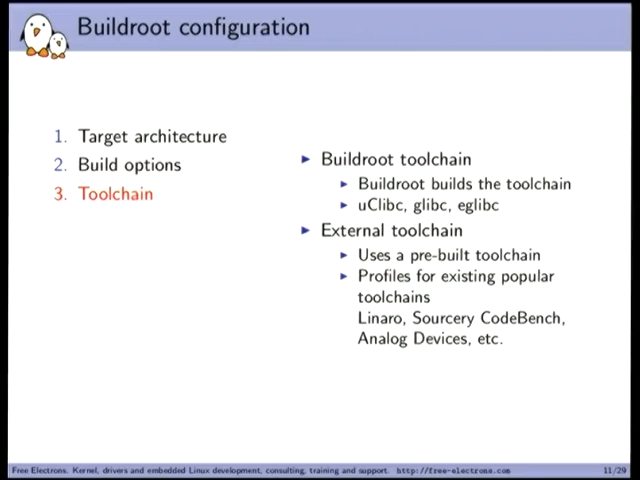 Buildroot configuration
1. Target architecture
2. Build options
3. Toolchain
Buildroot toolchain
Buildroot builds the toolchain
uClibc, glibc, eglibc
External toolchain
Uses a pre-built toolchain
Profiles for existing popular
toolchains
Linaro, Sourcery CodeBench,
Analog Devices, etc.
Free Electrons. Kernel, drivers and embedded Linux development, consulting, training and support. http://free-electrons.com
11/29